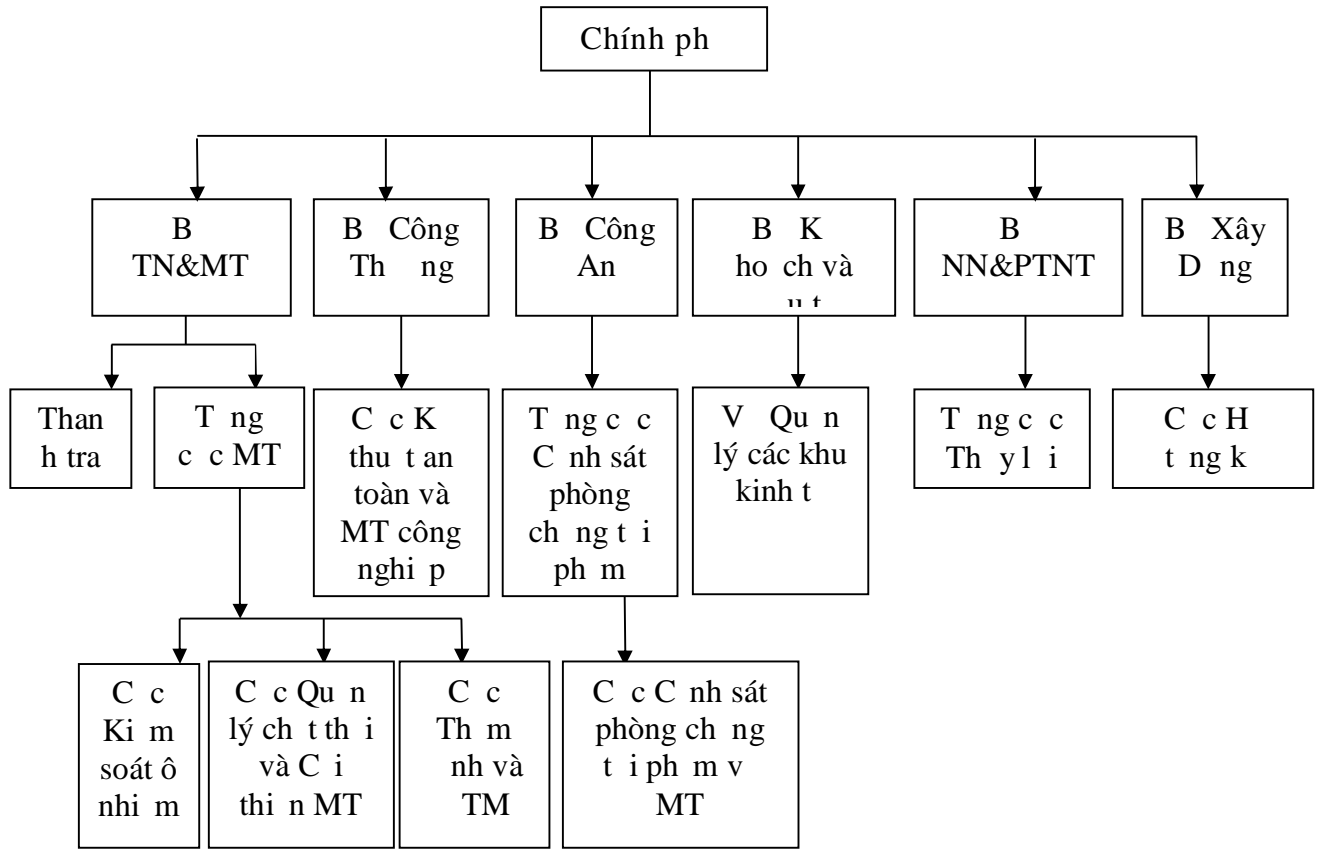 Chính ph
B
TN&MT
B Công
Th ng
B Công
An
B K
ho ch và
u t
B
NN&PTNT
B Xây
D ng
Than
h tra
T ng
c c MT
C c K
thu t an
toàn và
MT công
nghi p
T ng c c
C nh sát
phòng
ch ng t i
ph m
V Qu n
lý các khu
kinh t
T ng c c
Th y l i
C c H
t ng k
C c
Ki m
soát ô
nhi m
C c Qu n
lý ch t th i
và C i
thi n MT
C c
Th m
nh và
TM
C c C nh sát
phòng ch ng
t i ph m v
MT